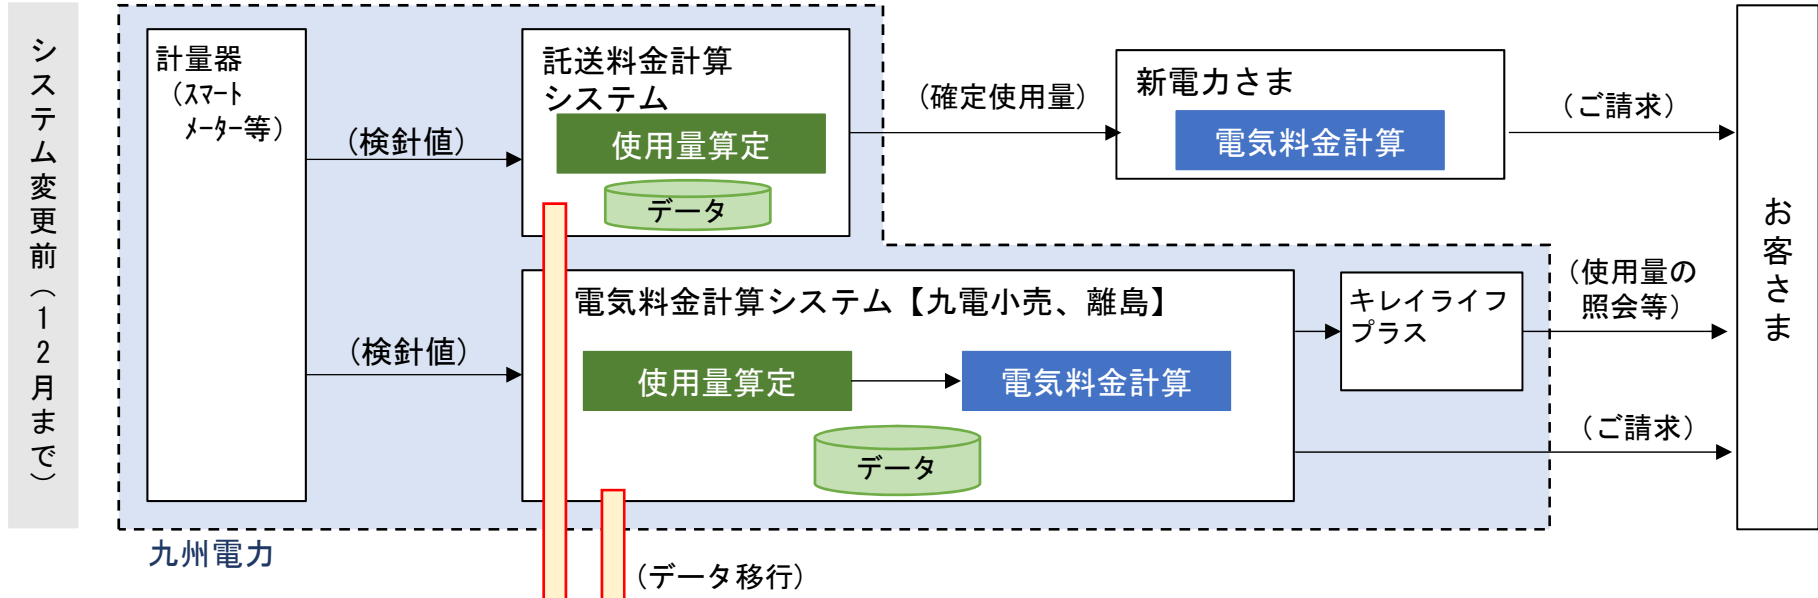 システム変更前(12月まで)
計量器
(スマート
メーター等)
(検針値)
託送料金計算
システム
使用量算定
データ
(確定使用量)
新電力さま
電気料金計算
(ご請求)
お客さま
(検針値)
電気料金計算システム【九電小売、離島】
使用量算定
電気料金計算
データ
キレイライフ
プラス
(使用量の
照会等)
(ご請求)
九州電力
(データ移行)